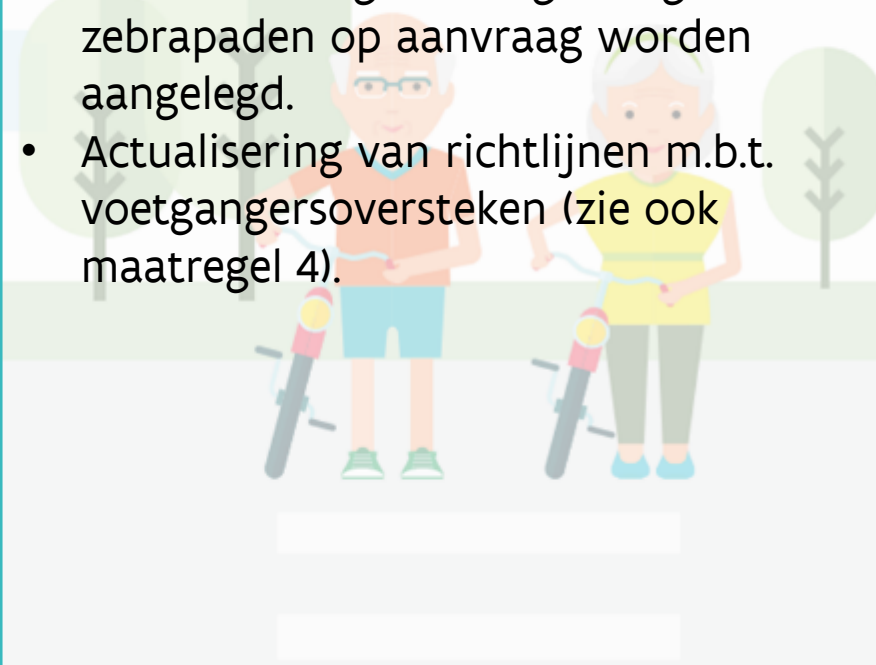 zebrapaden op aanvraag worden
aangelegd.
• Actualisering van richtlijnen m.b.t.
voetgangersoversteken (zie ook
maatregel 4).